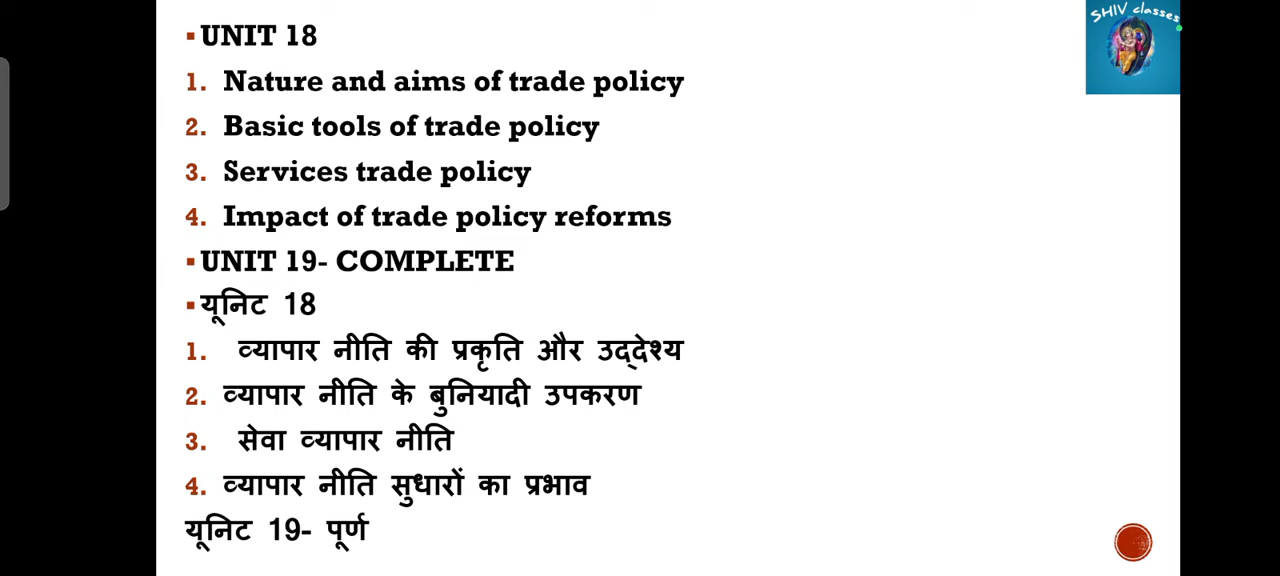 SHIV classes
▪UNIT 18
1. Nature and aims of trade policy
2. Basic tools of trade policy
3. Services trade policy
4. Impact of trade policy reforms
▪UNIT 19- COMPLETE
▪यूनिट 18
1. व्यापार नीति की प्रकृति और उद्देश्य
2. व्यापार नीति के बुनियादी उपकरण
3. सेवा व्यापार नीति
4. व्यापार नीति सुधारों का प्रभाव
यूनिट 19- पूर्ण